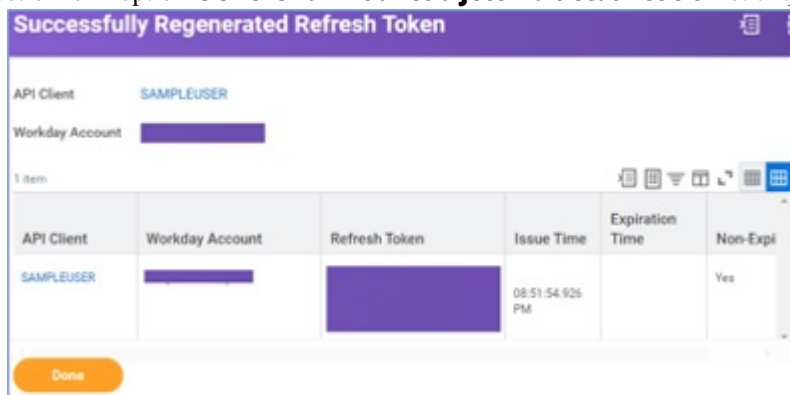 Successfully Regenerated Refresh Token
API Client SAMPLEUSER
Workday Account
1 item
API Client Workday Account Refresh Token Issue Time Expiration Time Non-Expi
SAMPLEUSER 08:51:54.926 PM Yes
Done